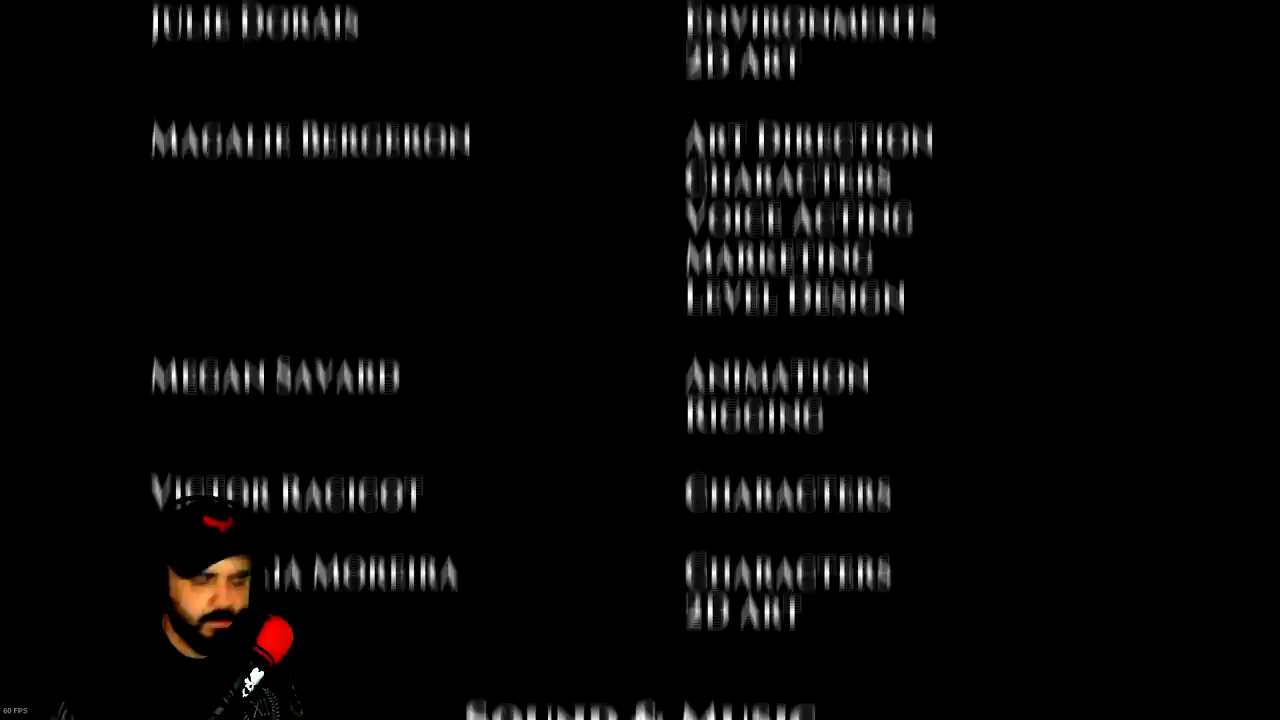 Julie Dorais Environments
2D Art
Magalie Bergeron Art Direction
Characters
Voice Acting
Marketing
Level Design
Megan Savard Animation
Rigging
Victor Racicot Characters
Moreira Characters
2D Art
Sound & Music
60 FPS